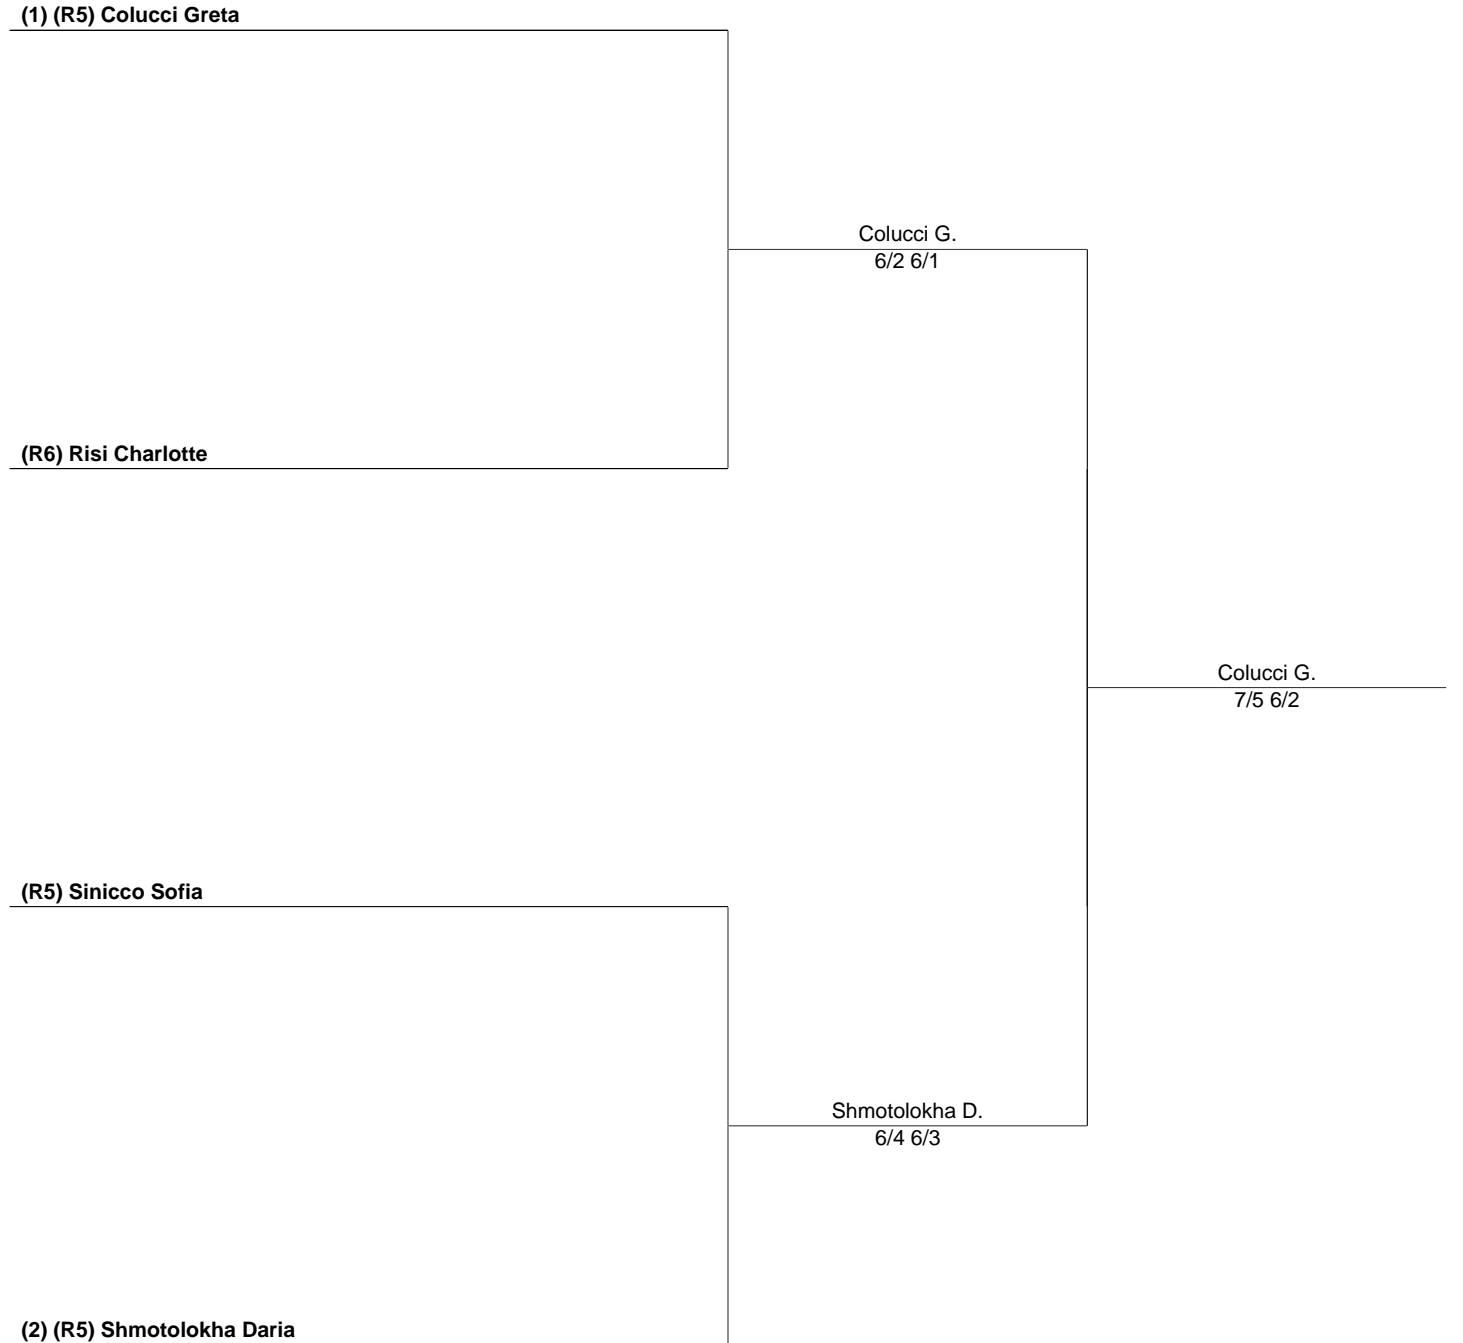 (1) (R5) Colucci Greta
Colucci G.
6/2 6/1
(R6) Risi Charlotte
Colucci G.
7/5 6/2
(R5) Sinicco Sofia
Shmotolokha D.
6/4 6/3
(2) (R5) Shmotolokha Daria